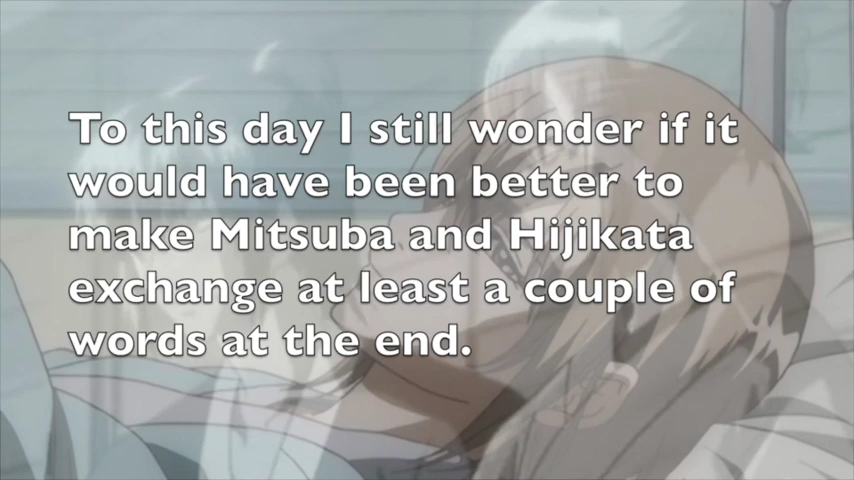 To this day I still wonder if it
would have been better to
make Mitsuba and Hijikata
exchange at least a couple of
words at the end.